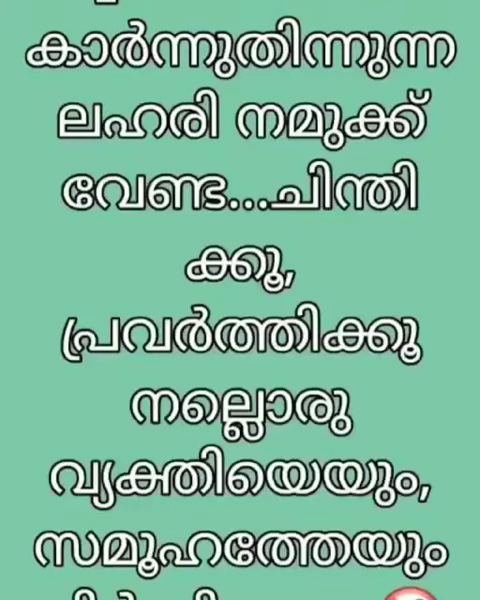 കാർന്നുതിന്നുന്ന
ലഹരി നമുക്ക്
വേണ്ട...ചിന്തി
ക്കൂ,
പ്രവർത്തിക്കൂ
നല്ലൊരു
വ്യക്തിയെയും,
സമൂഹത്തേയും